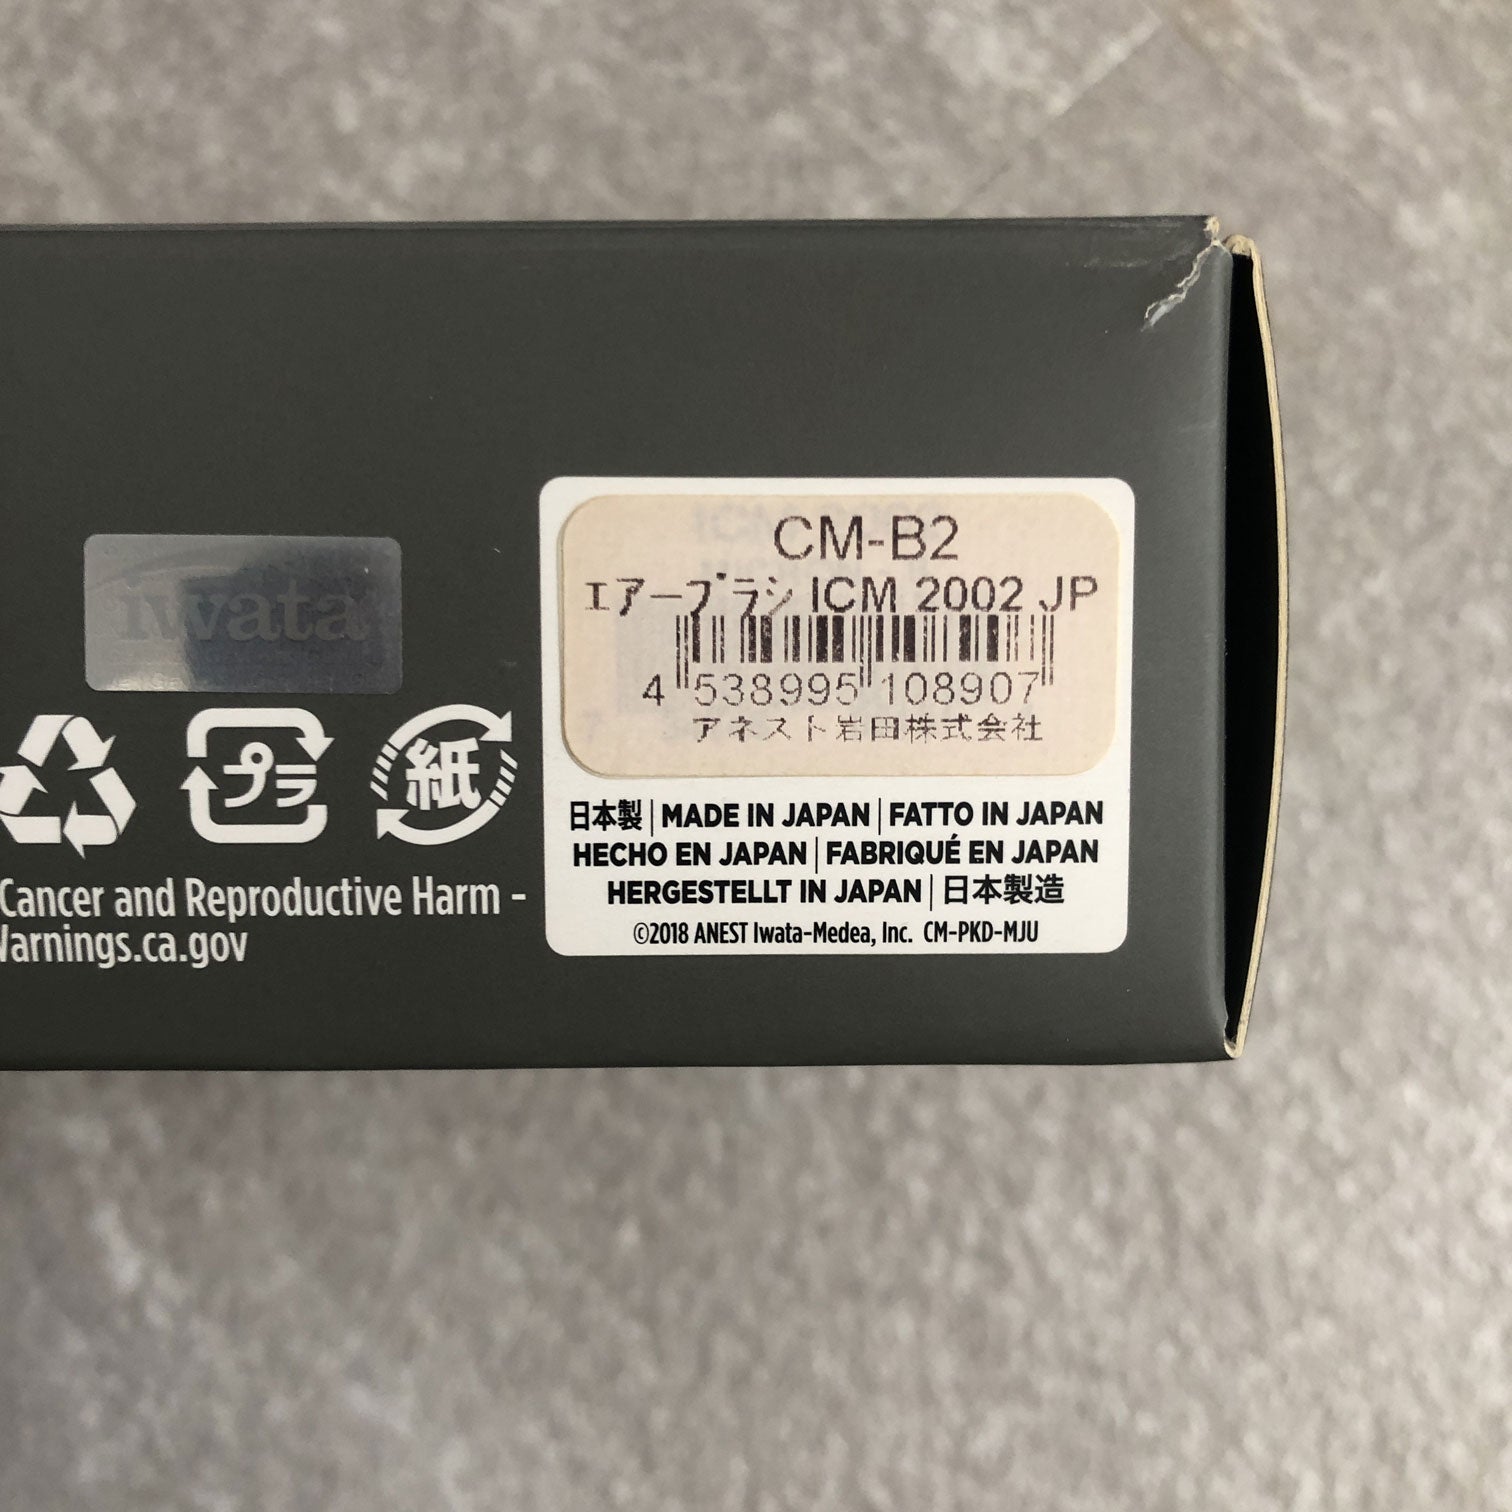 CM-B2
エアーブラシ ICM 2002 JP
4 538995 108907
アネスト岩田株式会社
iwata
プラ
紙
日本製 | MADE IN JAPAN | FATTO IN JAPAN
HECHO EN JAPAN | FABRIQUÉ EN JAPAN
HERGESTELLT IN JAPAN | 日本製造
©2018 ANEST Iwata-Medea, Inc. CM-PKD-MJU
Cancer and Reproductive Harm -
Warnings.ca.gov